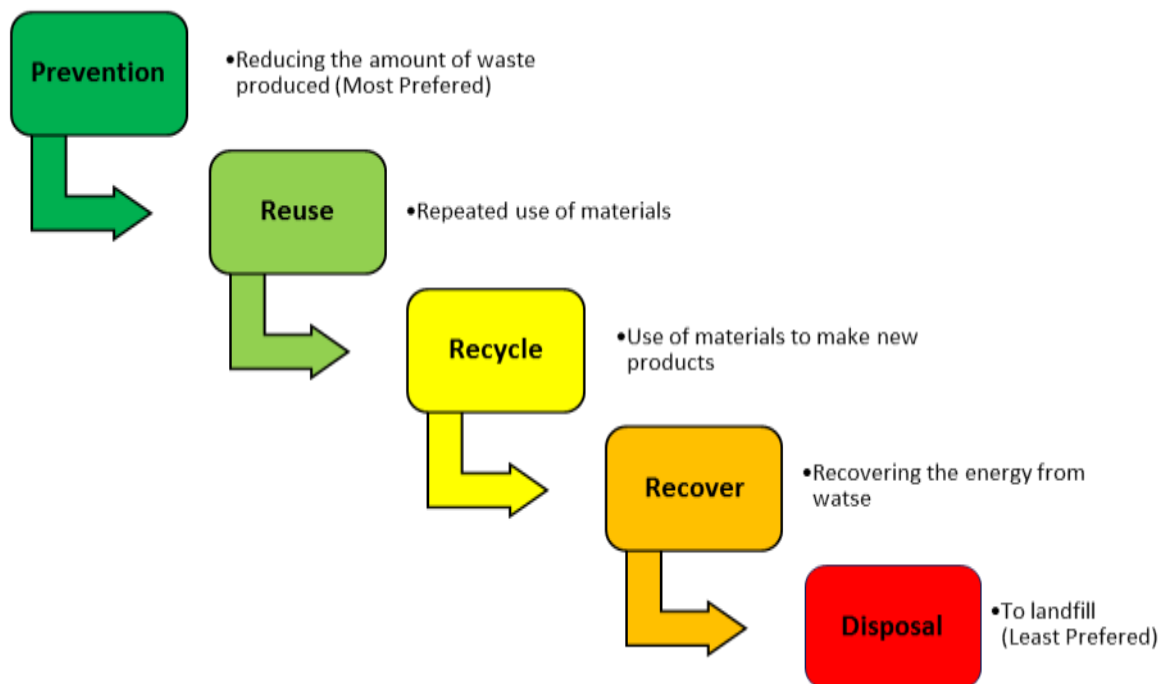 Prevention
•Reducing the amount of waste
produced (Most Prefered)
Reuse
•Repeated use of materials
Recycle
•Use of materials to make new
products
Recover
•Recovering the energy from
watse
Disposal
•To landfill
(Least Prefered)